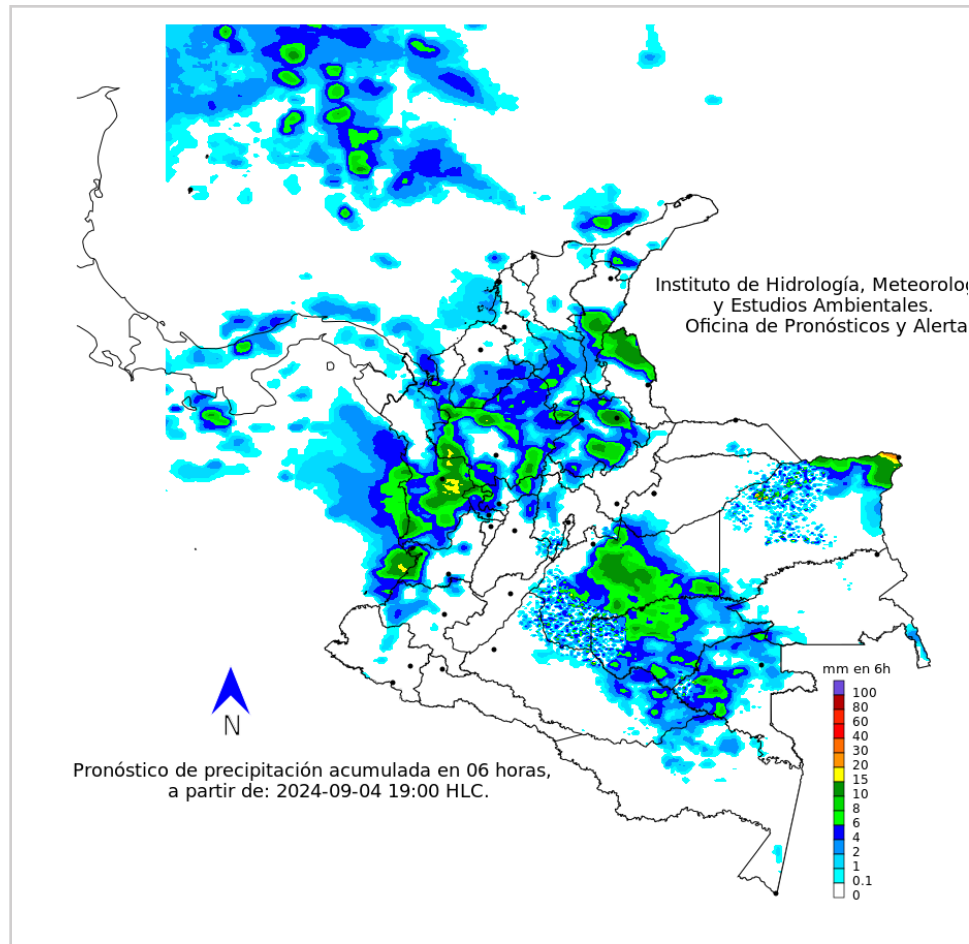 Instituto de Hidrología, Meteorolog
y Estudios Ambientales.
Oficina de Pronósticos y Alerta
mm en 6h
100
80
60
40
30
20
15
10
8
6
4
2
1
0.1
0
N
Pronóstico de precipitación acumulada en 06 horas,
a partir de: 2024-09-04 19:00 HLC.